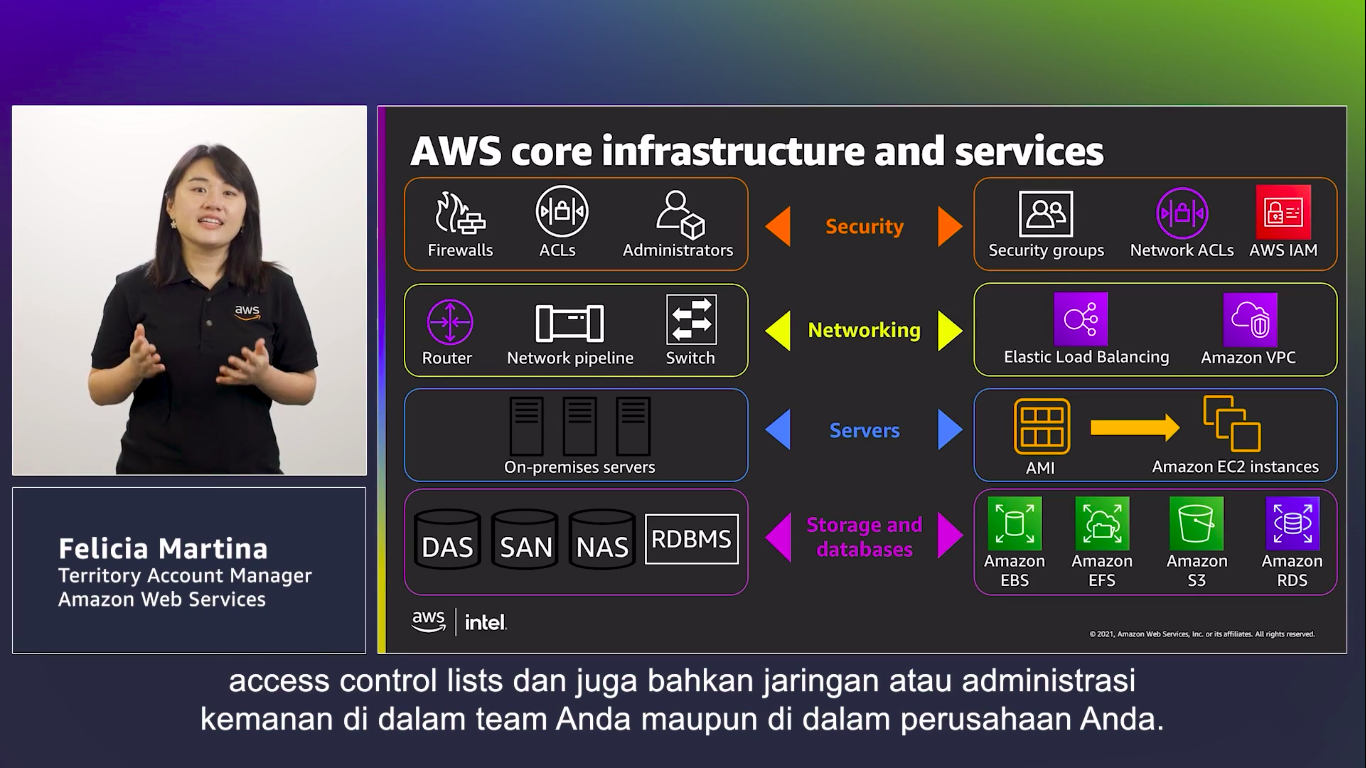 AWS core infrastructure and services
Firewalls
ACLs
Administrators
Security
Security groups
Network ACLs
AWS IAM
Router
Network pipeline
Switch
Networking
Elastic Load Balancing
Amazon VPC
On-premises servers
Servers
AMI
Amazon EC2 instances
DAS
SAN
NAS
RDBMS
Storage and
databases
Amazon
EBS
Amazon
EFS
Amazon
S3
Amazon
RDS
aws
intel.
© 2021, Amazon Web Services, Inc. or its affiliates. All rights reserved.
aws
Felicia Martina
Territory Account Manager
Amazon Web Services
access control lists dan juga bahkan jaringan atau administrasi
kemanan di dalam team Anda maupun di dalam perusahaan Anda.